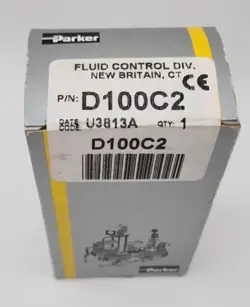 Parker
FLUID CONTROL DIV.
NEW BRITAIN, CT
CE
P/N: D100C2
DATE CODE U3813A QTY: 1
D100C2
Parker